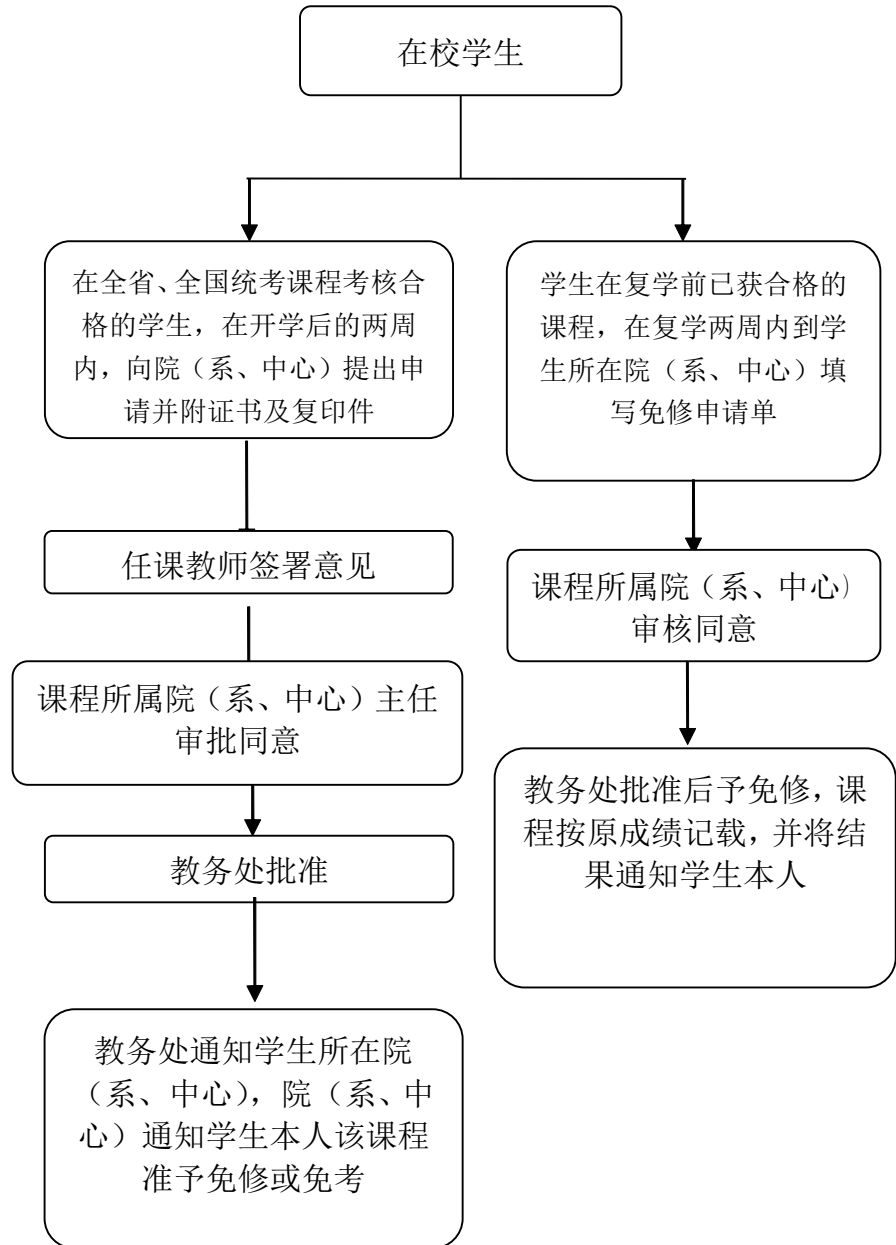 在校学生
在全省、全国统考课程考核合
格的学生，在开学后的两周
内，向院（系、中心）提出申
请并附证书及复印件
学生在复学前已获合格的
课程，在复学两周内到学
生所在院（系、中心）填
写免修申请单
任课教师签署意见
课程所属院（系、中心）
审核同意
课程所属院（系、中心）主任
审批同意
教务处批准后予免修，课
程按原成绩记载，并将结
果通知学生本人
教务处批准
教务处通知学生所在院
（系、中心），院（系、中
心）通知学生本人该课程
准予免修或免考